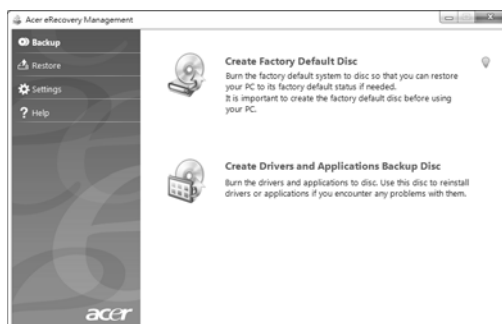 Acer eRecovery Management
Backup
Restore
Settings
Help
Create Factory Default Disc
Burn the factory default system to disc so that you can restore
your PC to its factory default status if needed.
It is important to create the factory default disc before using
your PC.
Create Drivers and Applications Backup Disc
Burn the drivers and applications to disc. Use this disc to reinstall
drivers or applications if you encounter any problems with them.
acer